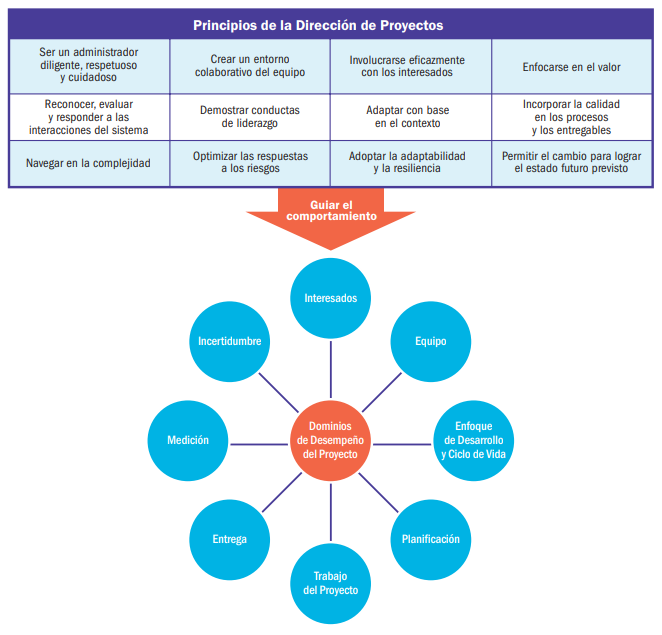 Principios de la Dirección de Proyectos
Ser un administrador
diligente, respetuoso
y cuidadoso
Crear un entorno
colaborativo del equipo
Involucrarse eficazmente
con los interesados
Enfocarse en el valor
Reconocer, evaluar
y responder a las
interacciones del sistema
Demostrar conductas
de liderazgo
Adaptar con base
en el contexto
Incorporar la calidad
en los procesos
y los entregables
Navegar en la complejidad
Optimizar las respuestas
a los riesgos
Adoptar la adaptabilidad
y la resiliencia
Permitir el cambio para lograr
el estado futuro previsto
Guiar el
comportamiento
Interesados
Equipo
Enfoque
de Desarrollo
y Ciclo de Vida
Planificación
Trabajo
del Proyecto
Entrega
Medición
Incertidumbre
Dominios
de Desempeño
del Proyecto